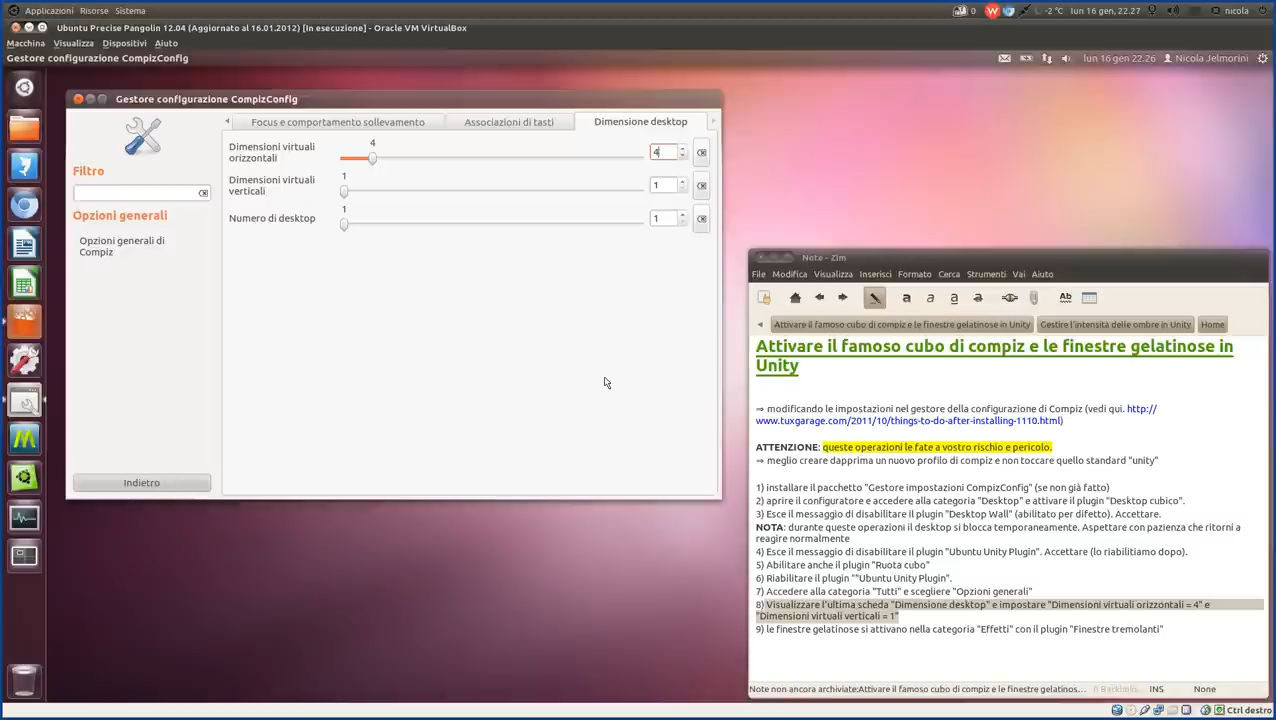 Applicazioni Risorse Sistema
0
-2 °C lun 16 gen, 22.27
nicola
Ubuntu Precise Pangolin 12.04 (Aggiornato al 16.01.2012) [In esecuzione] - Oracle VM VirtualBox
Macchina Visualizza Dispositivi Aiuto
Gestore configurazione CompizConfig
lun 16 gen 22.26 Nicola Jelmorini
Gestore configurazione CompizConfig
Focus e comportamento sollevamento Associazioni di tasti Dimensione desktop
Filtro
Opzioni generali
Opzioni generali di
Compiz
Indietro
Dimensioni virtuali
orizzontali
4
4
Dimensioni virtuali
verticali
1
1
Numero di desktop
1
1
Note - Zim
File Modifica Visualizza Inserisci Formato Cerca Strumenti Vai Aiuto
a a a a Ab
Attivare il famoso cubo di compiz e le finestre gelatinose in Unity Gestire l'intensità delle ombre in Unity Home
Attivare il famoso cubo di compiz e le finestre gelatinose in
Unity
⇒ modificando le impostazioni nel gestore della configurazione di Compiz (vedi qui. http://
www.tuxgarage.com/2011/10/things-to-do-after-installing-1110.html)
ATTENZIONE: queste operazioni le fate a vostro rischio e pericolo.
⇒ meglio creare dapprima un nuovo profilo di compiz e non toccare quello standard "unity"
1) installare il pacchetto "Gestore impostazioni CompizConfig" (se non già fatto)
2) aprire il configuratore e accedere alla categoria "Desktop" e attivare il plugin "Desktop cubico".
3) Esce il messaggio di disabilitare il plugin "Desktop Wall" (abilitato per difetto). Accettare.
NOTA: durante queste operazioni il desktop si blocca temporaneamente. Aspettare con pazienza che ritorni a
reagire normalmente
4) Esce il messaggio di disabilitare il plugin "Ubuntu Unity Plugin". Accettare (lo riabilitiamo dopo).
5) Abilitare anche il plugin "Ruota cubo"
6) Riabilitare il plugin ""Ubuntu Unity Plugin".
7) Accedere alla categoria "Tutti" e scegliere "Opzioni generali"
8) Visualizzare l'ultima scheda "Dimensione desktop" e impostare "Dimensioni virtuali orizzontali = 4" e
"Dimensioni virtuali verticali = 1"
9) le finestre gelatinose si attivano nella categoria "Effetti" con il plugin "Finestre tremolanti"
Note non ancora archiviate:Attivare il famoso cubo di compiz e le finestre gelatinos... 0 Backlinks INS None
Ctrl destro